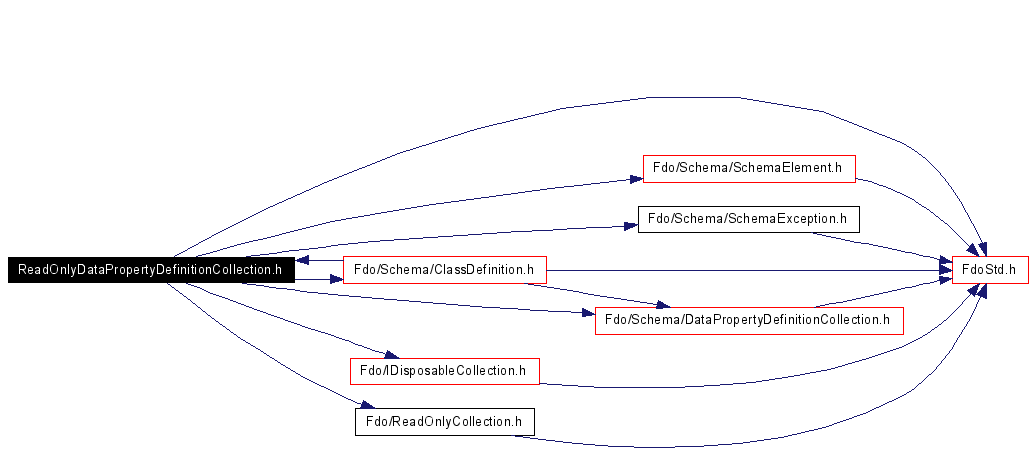 Fdo/Schema/SchemaElement.h
Fdo/Schema/SchemaException.h
ReadOnlyDataPropertyDefinitionCollection.h
Fdo/Schema/ClassDefinition.h
FdoStd.h
Fdo/Schema/DataPropertyDefinitionCollection.h
Fdo/IDisposableCollection.h
Fdo/ReadOnlyCollection.h